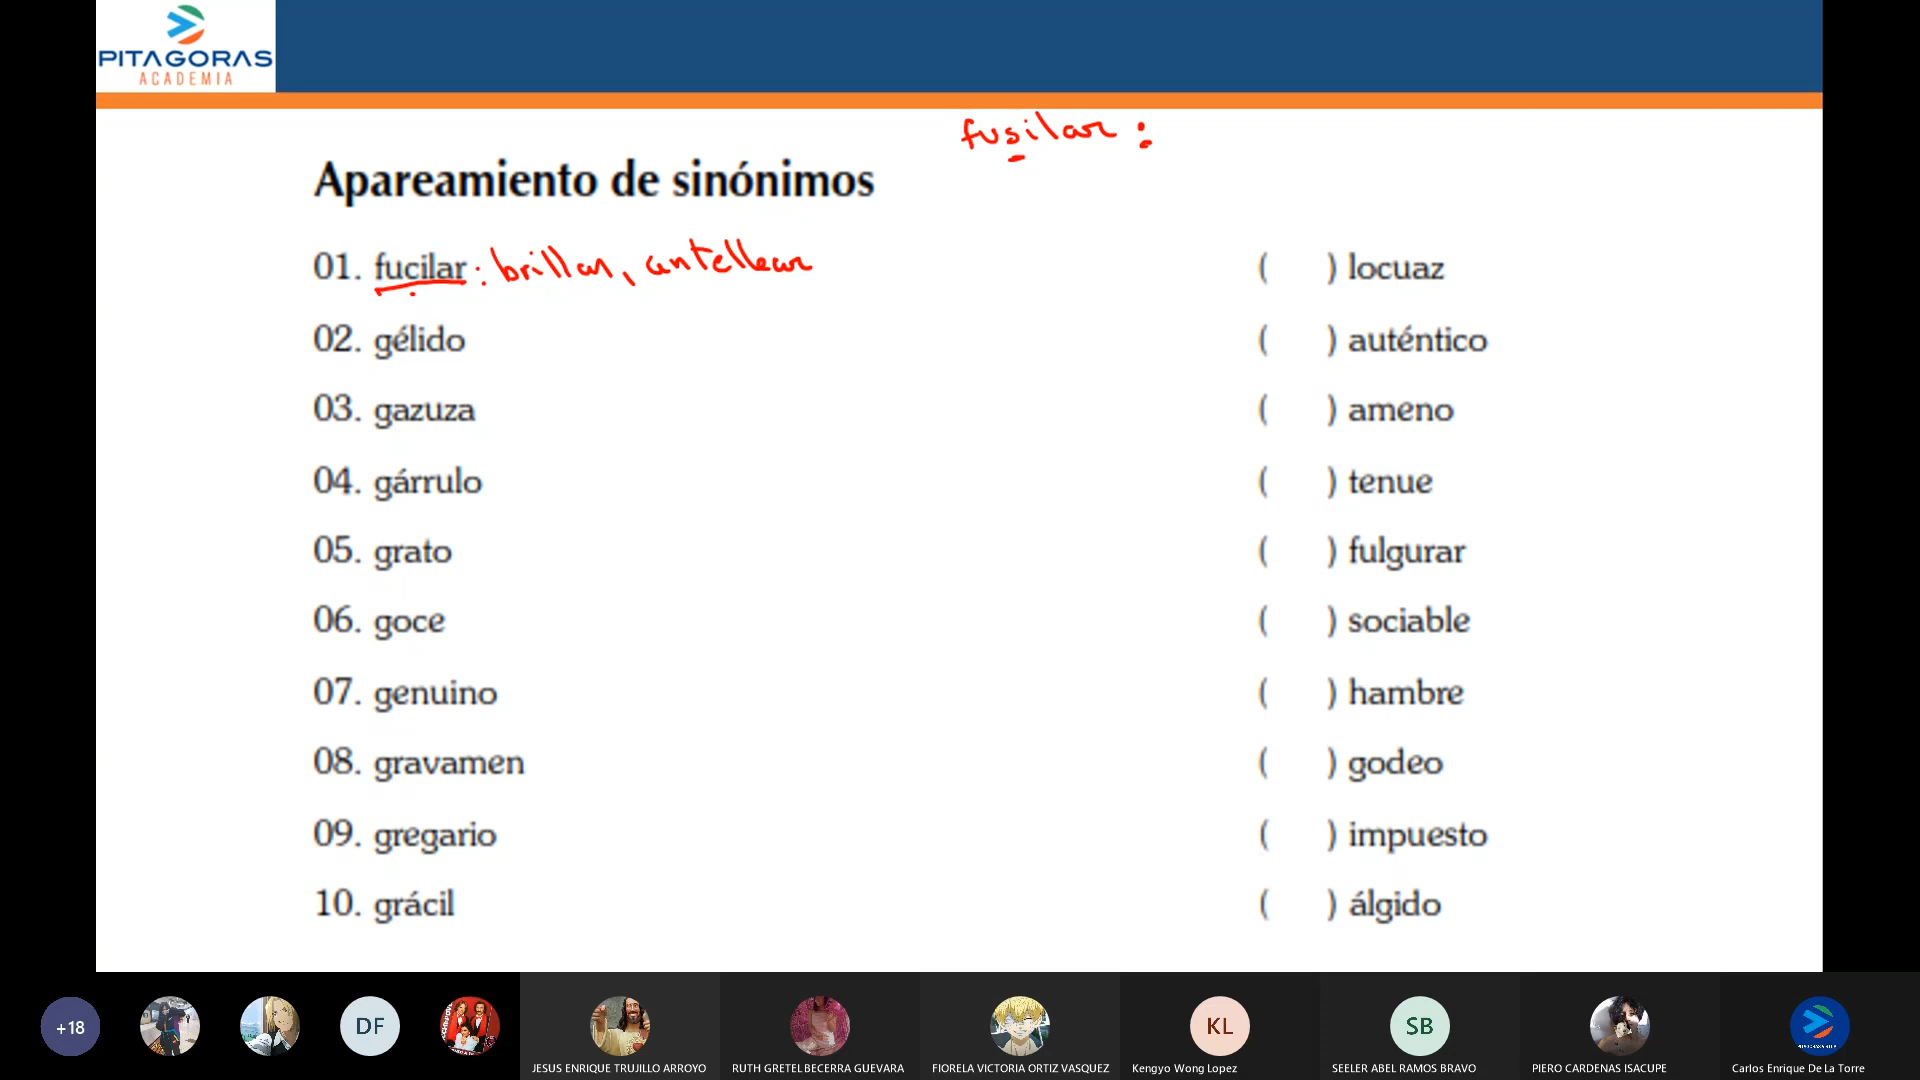 PITAGORAS
ACADEMIA
fusilar :
Apareamiento de sinónimos
01. fucilar : brillar, centellear
( ) locuaz
02. gélido
( ) auténtico
03. gazuza
( ) ameno
04. gárrulo
( ) tenue
05. grato
( ) fulgurar
06. goce
( ) sociable
07. genuino
( ) hambre
08. gravamen
( ) godeo
09. gregario
( ) impuesto
10. grácil
( ) álgido
+18
DF
KL
SB
JESUS ENRIQUE TRUJILLO ARROYO
RUTH GRETEL BECERRA GUEVARA
FIORELA VICTORIA ORTIZ VASQUEZ
Kengyo Wong Lopez
SEELER ABEL RAMOS BRAVO
PIERO CARDENAS ISACUPE
Carlos Enrique De La Torre